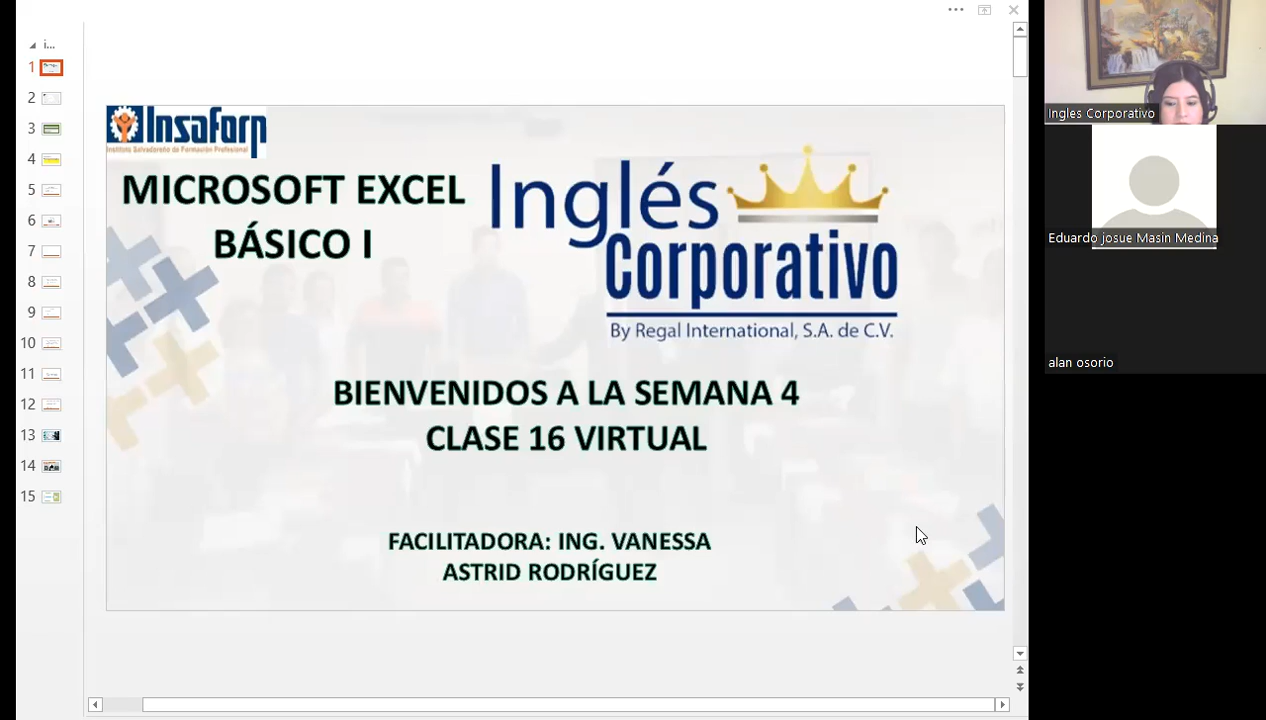 i...
1
2
3
4
5
6
7
8
9
10
11
12
13
14
15
Insaforp
Instituto Salvadoreño de Formación Profesional
MICROSOFT EXCEL
BÁSICO I
Inglés
Corporativo
By Regal International, S.A. de C.V.
BIENVENIDOS A LA SEMANA 4
CLASE 16 VIRTUAL
FACILITADORA: ING. VANESSA
ASTRID RODRÍGUEZ
Ingles Corporativo
Eduardo josue Masin Medina
alan osorio